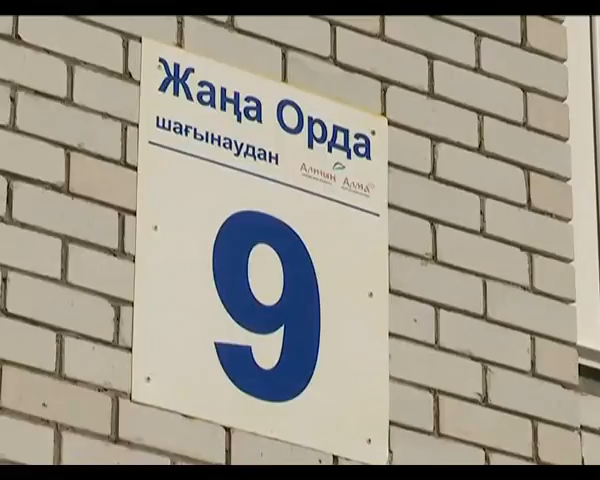 Жаңа Орда
шағынаудан
Алтын Алма
9